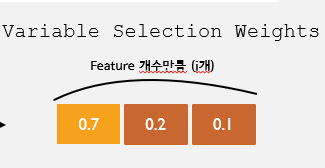 Variable Selection Weights
Feature 개수만큼 (j개)
0.7 0.2 0.1